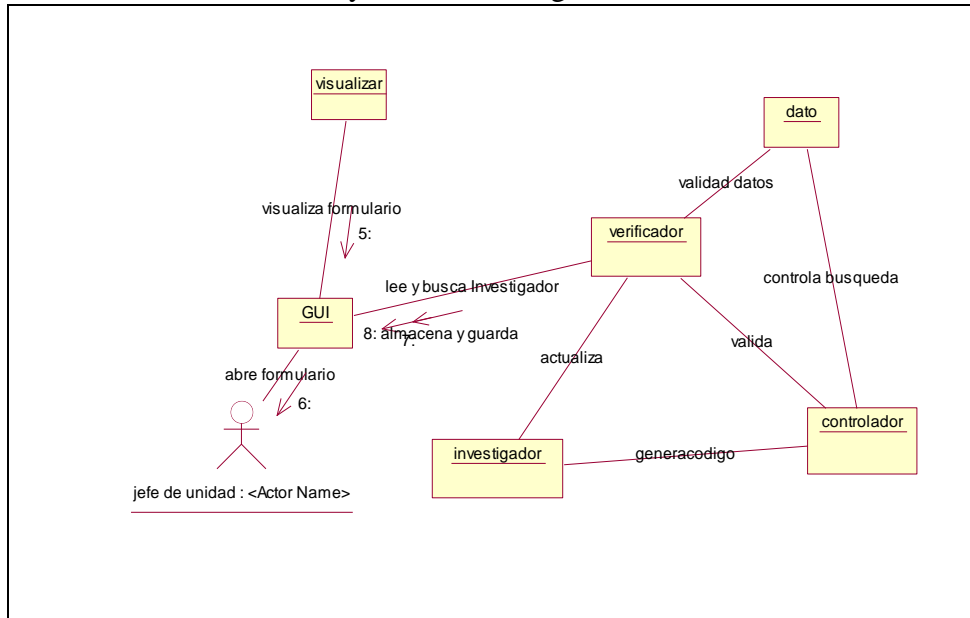 visualizar
dato
validad datos
visualiza formulario
verificador
5:
controla busqueda
lee y busca Investigador
GUI
8: almacena y guarda
7:
valida
actualiza
abre formulario
6:
controlador
investigador
generacodigo
jefe de unidad : <Actor Name>